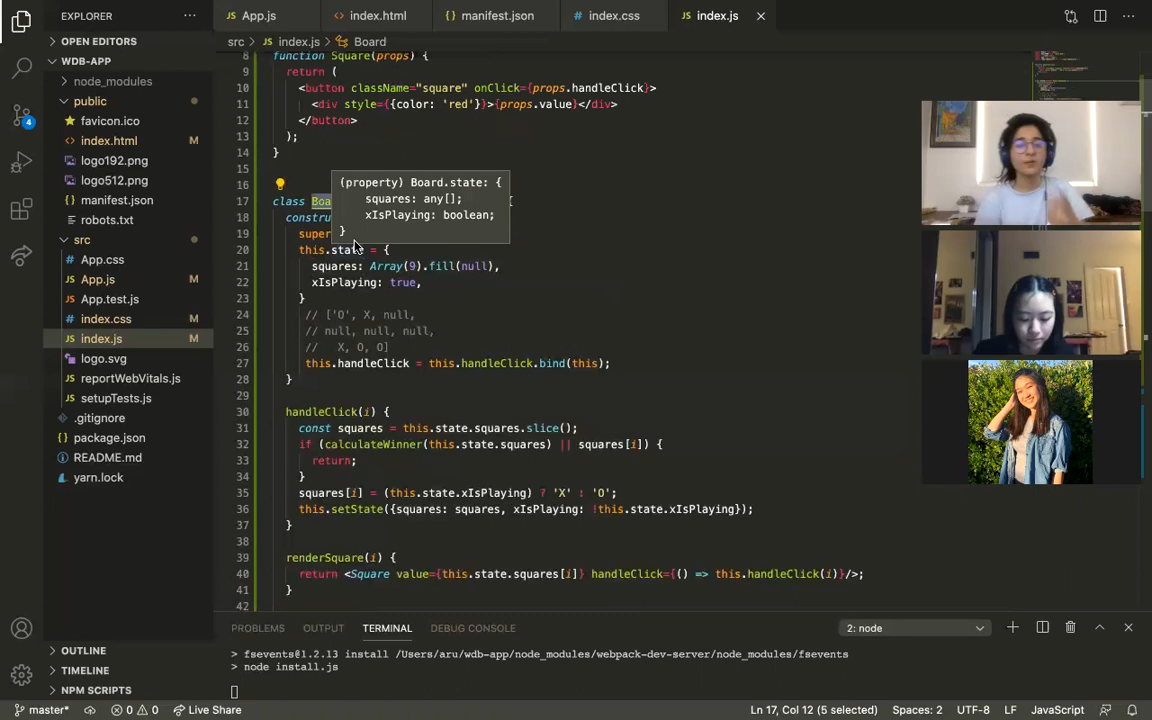 EXPLORER
OPEN EDITORS
WDB-APP
node_modules
public
favicon.ico
index.html M
logo192.png
logo512.png
manifest.json
robots.txt
src
App.css
App.js M
App.test.js
index.css M
index.js M
logo.svg
reportWebVitals.js
setupTests.js
.gitignore
package.json
README.md
yarn.lock
OUTLINE
TIMELINE
NPM SCRIPTS
4
App.js
index.html
manifest.json
index.css
index.js
src > index.js > Board
8 function Square(props) {
9 return (
10 <button className="square" onClick={props.handleClick}>
11 <div style={{color: 'red'}}>{props.value}</div>
12 </button>
13 );
14 }
15
16
17 class Boa {
18 constru
19 super
20 this.state = {
21 squares: Array(9).fill(null),
22 xIsPlaying: true,
23 }
24 // ['O', X, null,
25 // null, null, null,
26 // X, O, O]
27 this.handleClick = this.handleClick.bind(this);
28 }
29
30 handleClick(i) {
31 const squares = this.state.squares.slice();
32 if (calculateWinner(this.state.squares) || squares[i]) {
33 return;
34 }
35 squares[i] = (this.state.xIsPlaying) ? 'X' : 'O';
36 this.setState({squares: squares, xIsPlaying: !this.state.xIsPlaying});
37 }
38
39 renderSquare(i) {
40 return <Square value={this.state.squares[i]} handleClick={() => this.handleClick(i)}/>;
41 }
42
(property) Board.state: {
squares: any[];
xIsPlaying: boolean;
}
PROBLEMS OUTPUT TERMINAL DEBUG CONSOLE
2: node
> fsevents@1.2.13 install /Users/aru/wdb-app/node_modules/webpack-dev-server/node_modules/fsevents
> node install.js
master* 0 0 Live Share
Ln 17, Col 12 (5 selected) Spaces: 2 UTF-8 LF JavaScript